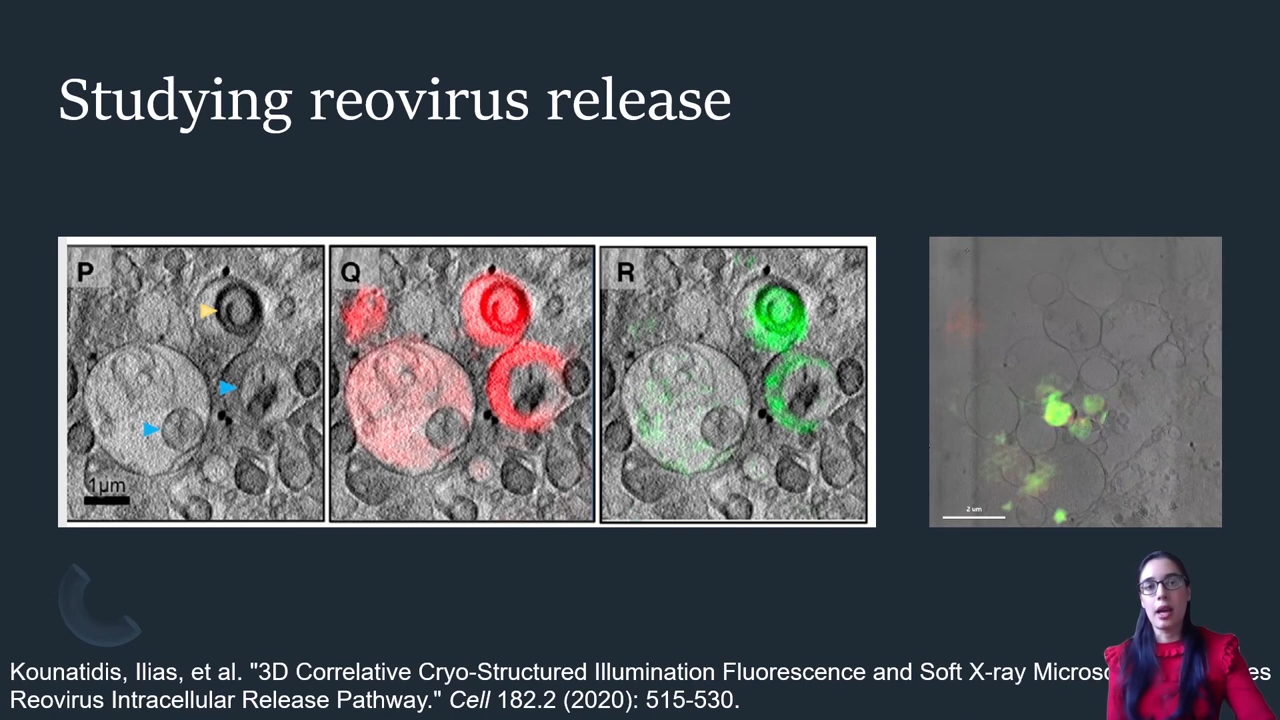 Studying reovirus release
P Q R
1μm
2 um
Kounatidis, Ilias, et al. "3D Correlative Cryo-Structured Illumination Fluorescence and Soft X-ray
Reovirus Intracellular Release Pathway." Cell 182.2 (2020): 515-530.